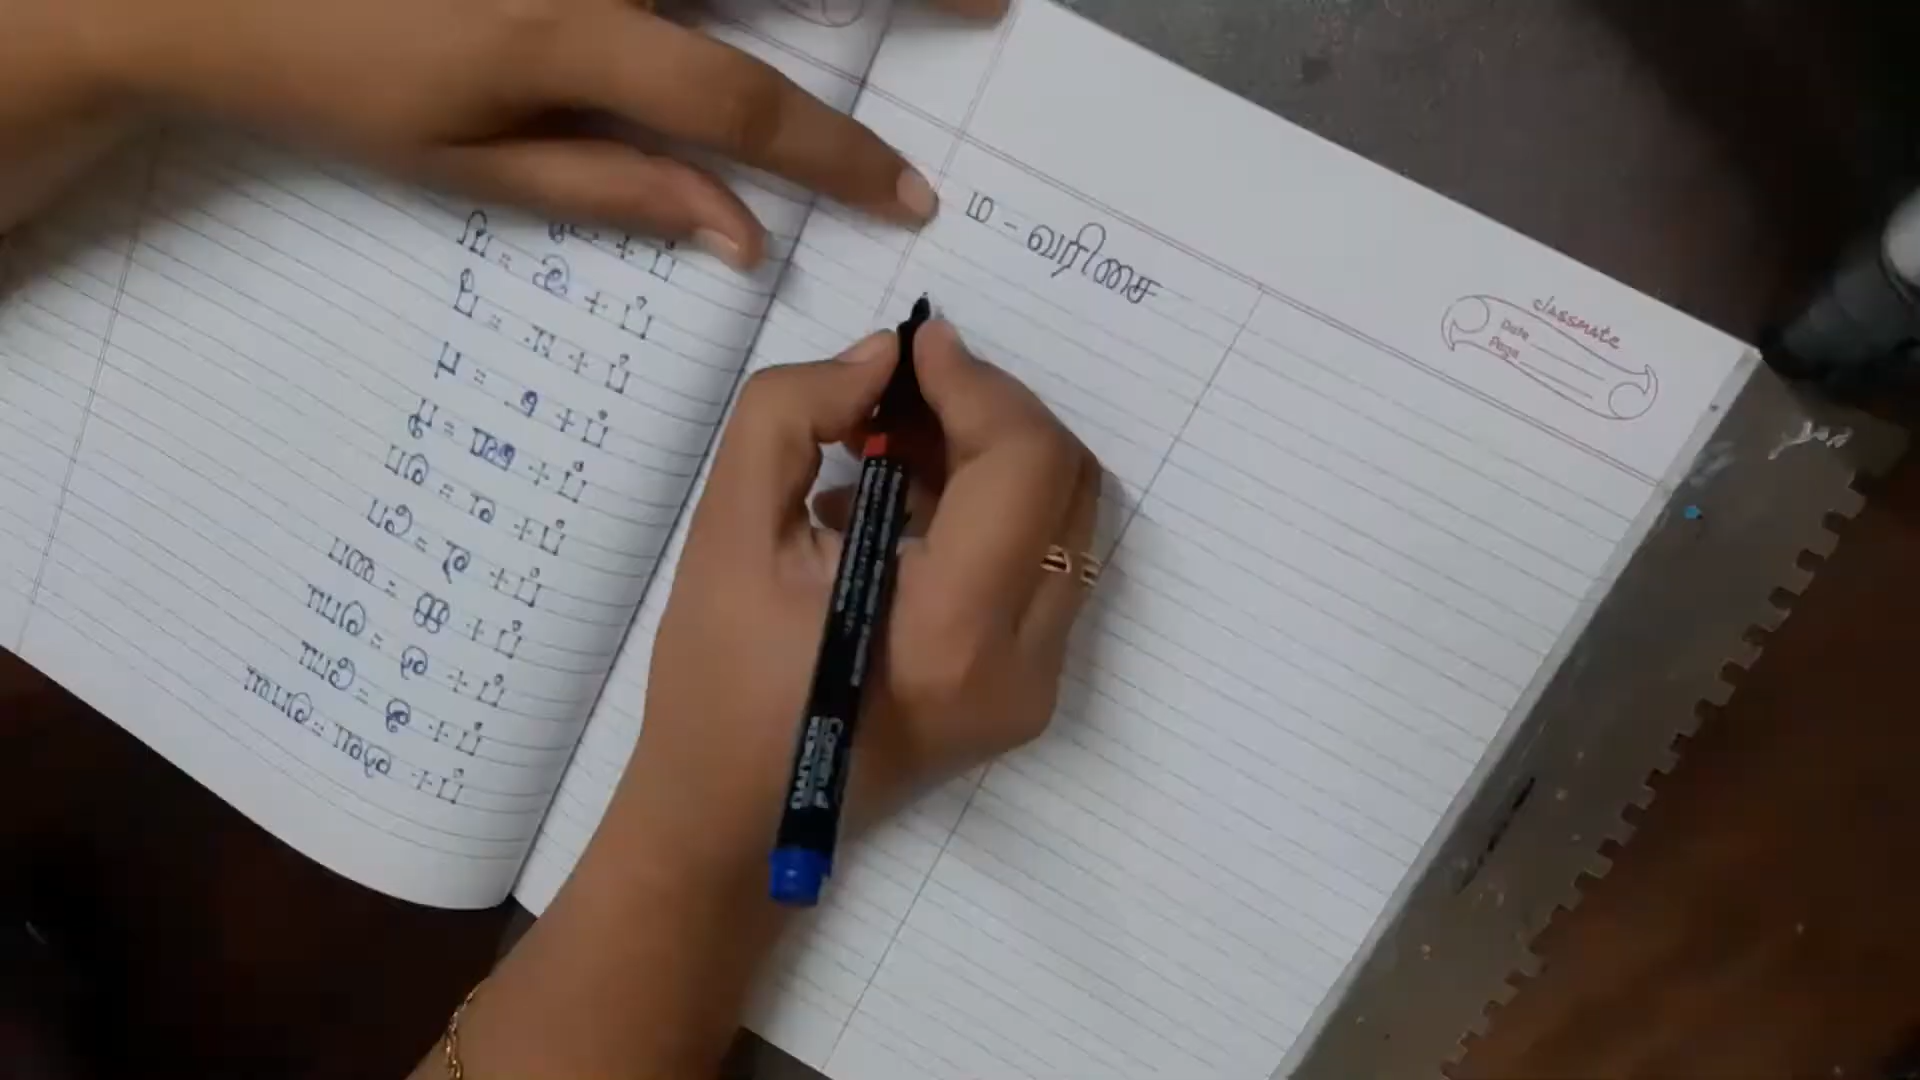 பி = இ + ப்
பீ = ஈ + ப்
பு = உ + ப்
பூ = ஊ + ப்
பெ = எ + ப்
பே = ஏ + ப்
பை = ஐ + ப்
பொ = ஒ + ப்
போ = ஓ + ப்
பௌ = ஔ + ப்
ம - வரிசை
classmate
Date
Page